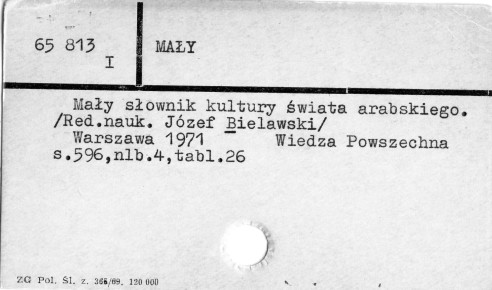 65 813 MAŁY
I
Mały słownik kultury świata arabskiego.
/Red.nauk. Józef Bielawski/
Warszawa 1971 Wiedza Powszechna
s.596,nlb.4,tabl.26
ZG Pol. Śl. z. 366/69. 120 000